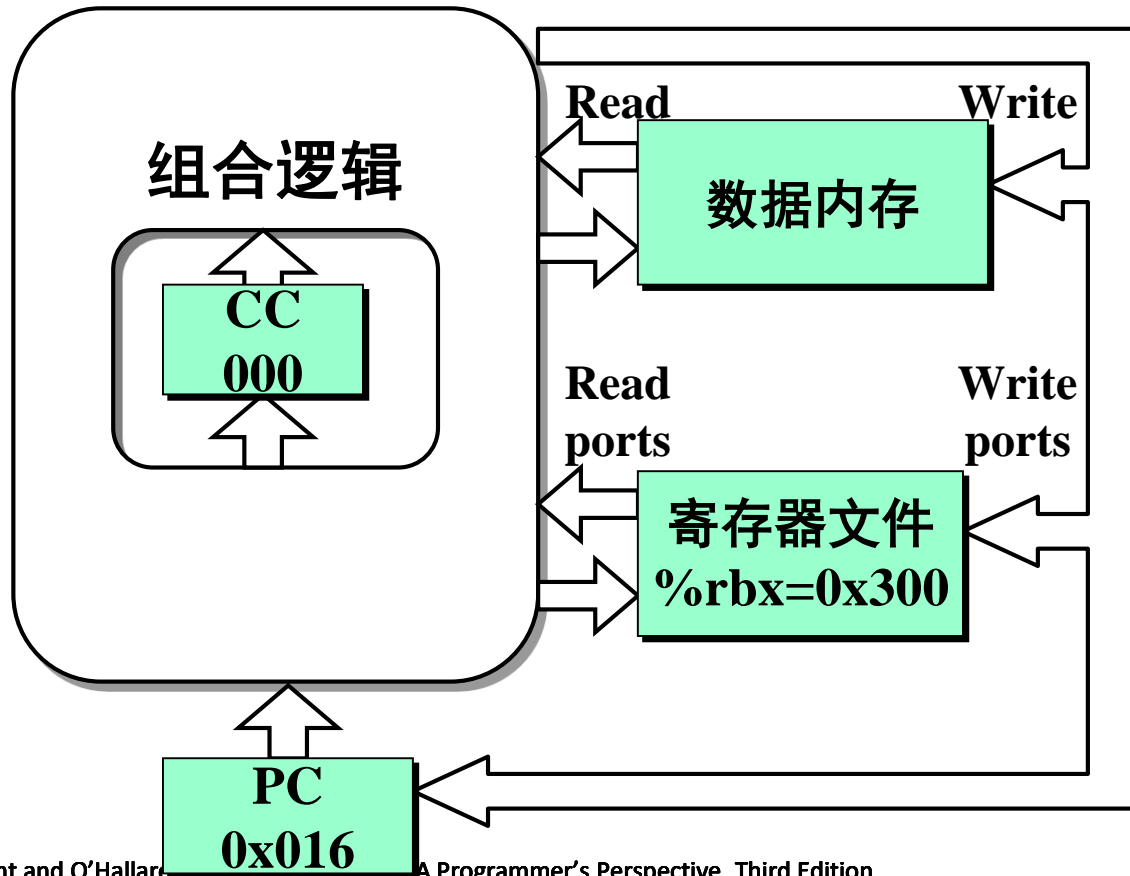 Read
Write
组合逻辑
数据内存
CC
000
Read
ports
Write
ports
寄存器文件
%rbx=0x300
PC
0x016
nt and O'Hallar
A Programmer's Perspective, Third Edition